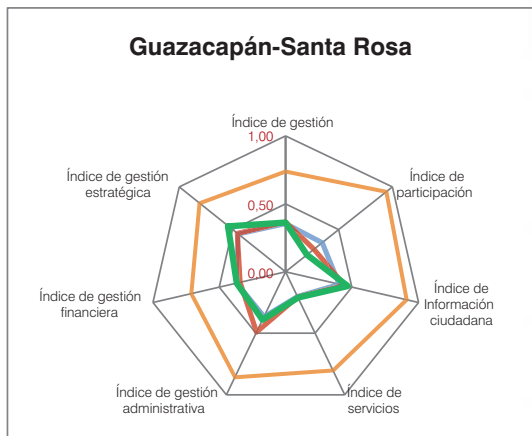 Guazacapán-Santa Rosa
Índice de gestión
1,00
Índice de gestión
estratégica
Índice de
participación
0,50
0,00
Índice de gestión
financiera
Índice de
Información
ciudadana
Índice de gestión
administrativa
Índice de
servicios